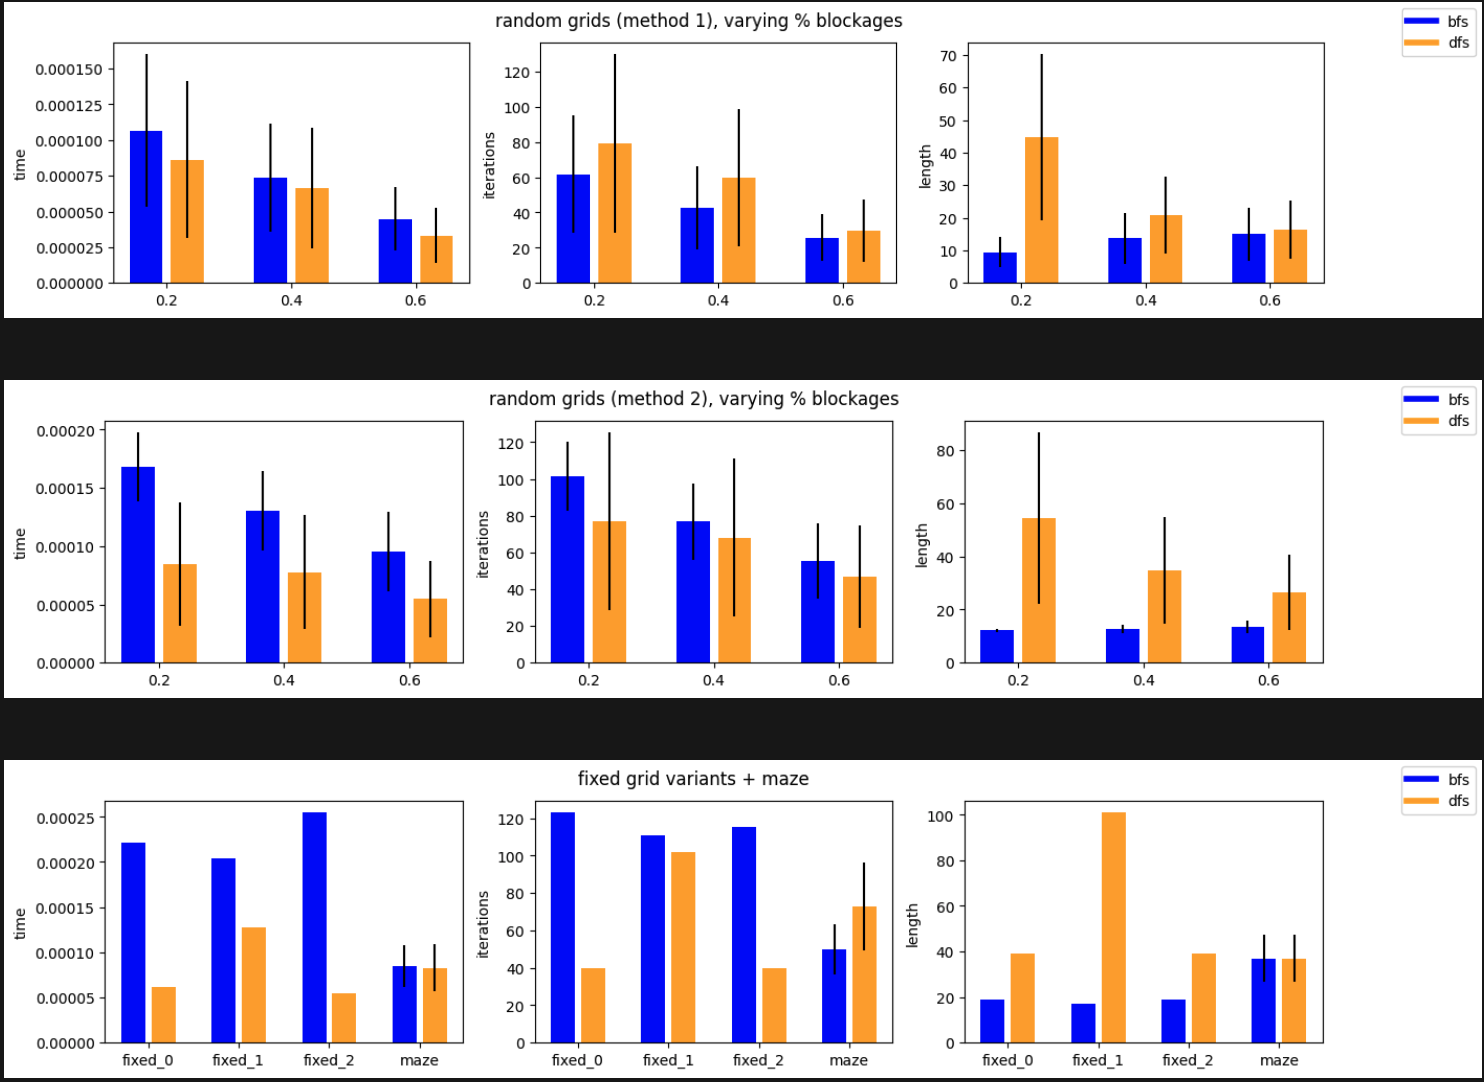 random grids (method 1), varying % blockages
bfs
dfs
time
0.000150
0.000125
0.000100
0.000075
0.000050
0.000025
0.000000
0.2 0.4 0.6
iterations
120
100
80
60
40
20
0
0.2 0.4 0.6
length
70
60
50
40
30
20
10
0
0.2 0.4 0.6
random grids (method 2), varying % blockages
bfs
dfs
time
0.00020
0.00015
0.00010
0.00005
0.00000
0.2 0.4 0.6
iterations
120
100
80
60
40
20
0
0.2 0.4 0.6
length
80
60
40
20
0
0.2 0.4 0.6
fixed grid variants + maze
bfs
dfs
time
0.00025
0.00020
0.00015
0.00010
0.00005
0.00000
fixed_0 fixed_1 fixed_2 maze
iterations
120
100
80
60
40
20
0
fixed_0 fixed_1 fixed_2 maze
length
100
80
60
40
20
0
fixed_0 fixed_1 fixed_2 maze